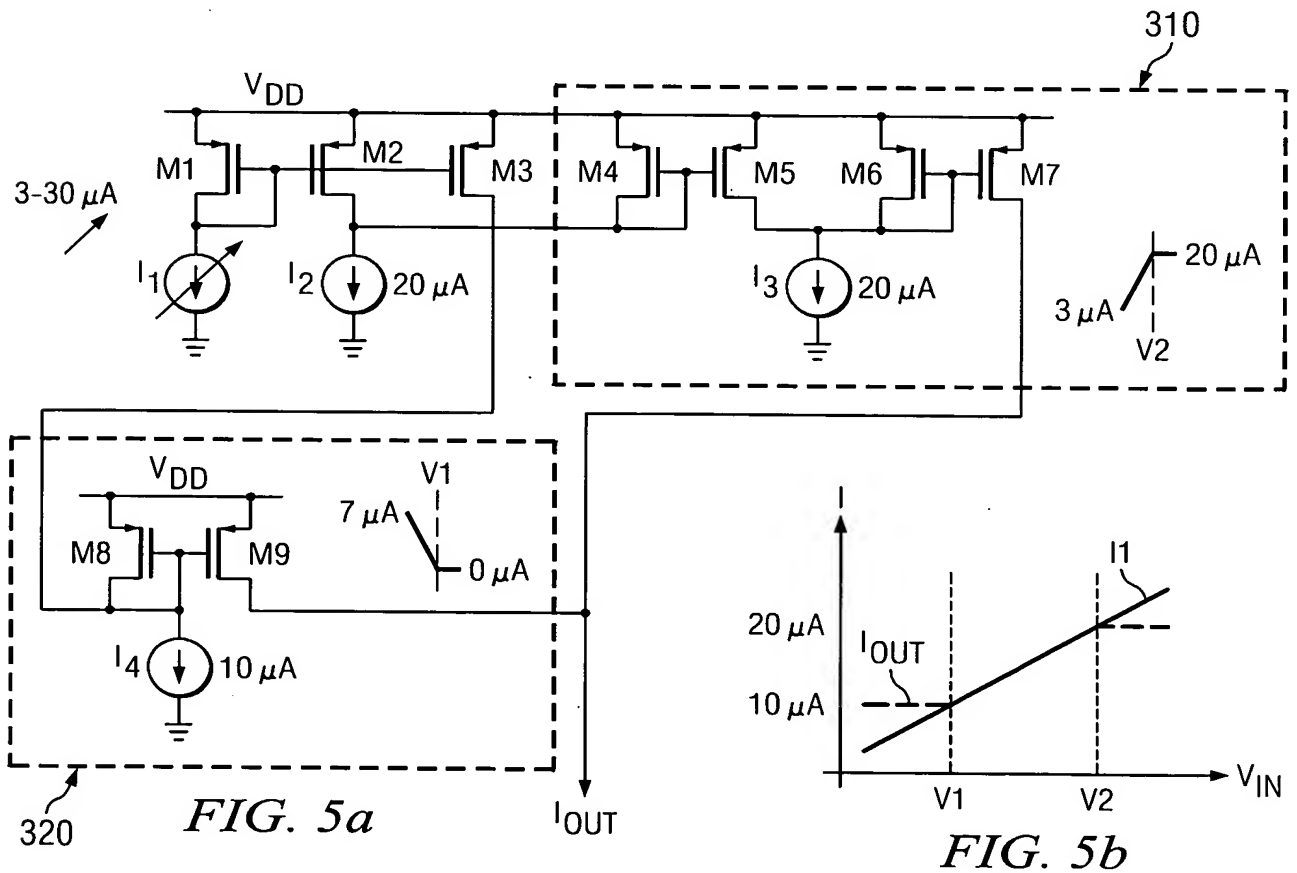 310
V_DD
M1
M2
M3
M4
M5
M6
M7
3-30 μA
I_1
I_2
20 μA
I_3
20 μA
3 μA
20 μA
V2
V_DD
M8
M9
V1
7 μA
0 μA
I_4
10 μA
320
FIG. 5a
I_OUT
I
I1
20 μA
I_OUT
10 μA
V1
V2
V_IN
FIG. 5b